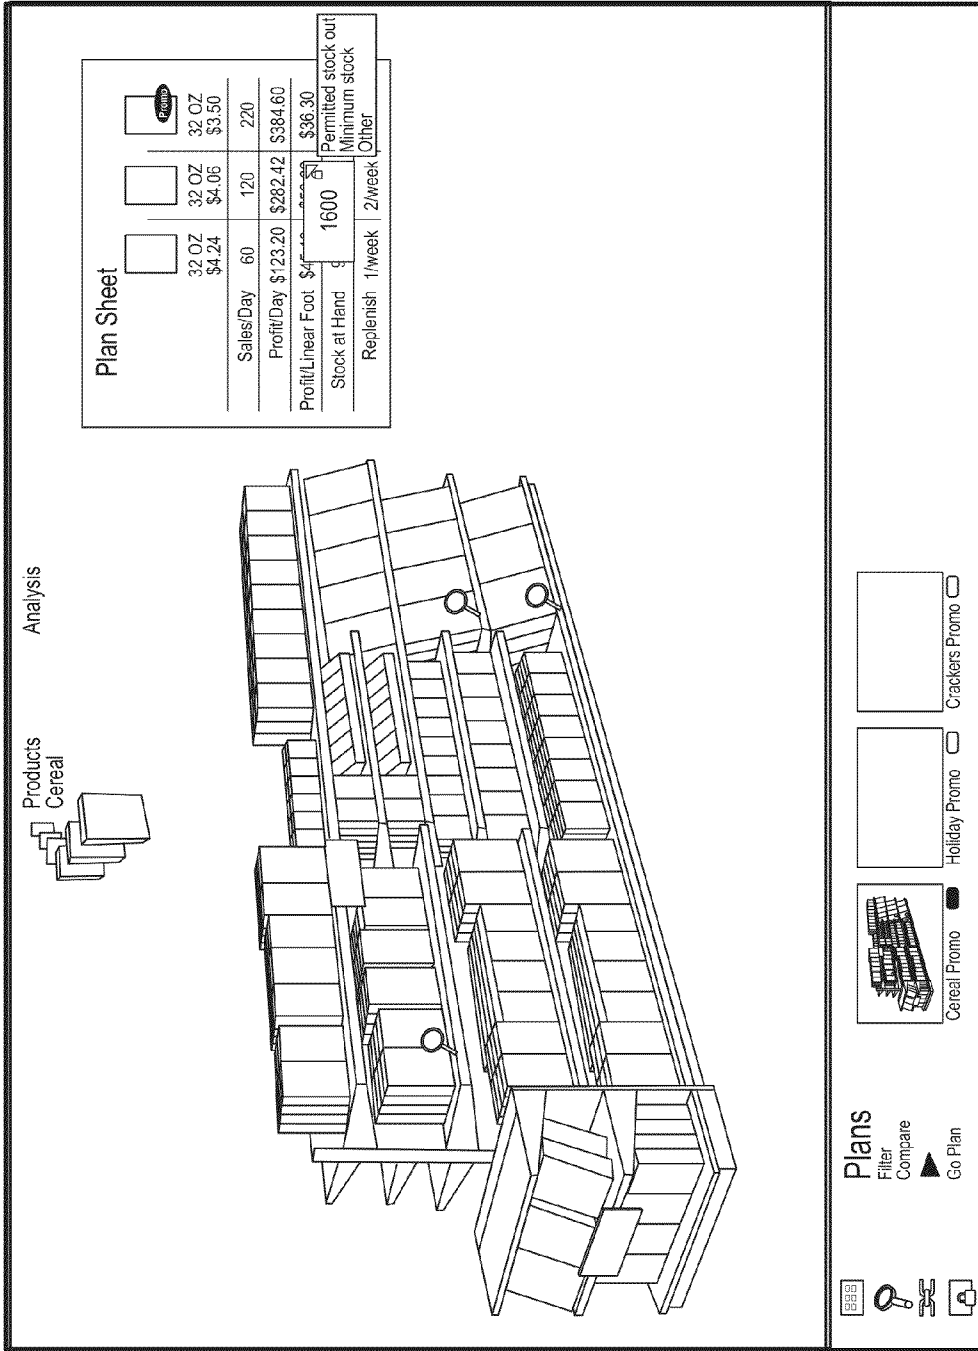 Products
Cereal
Analysis
Plan Sheet
Promo
32 OZ 32 OZ 32 OZ
$4.24 $4.06 $3.50
Sales/Day 60 120 220
Profit/Day $123.20 $282.42 $384.60
Profit/Linear Foot $36.30
Stock at Hand
1600
Permitted stock out
Minimum stock
Other
Replenish 1/week 2/week
Plans
Filter
Compare
Go Plan
Cereal Promo
Holiday Promo
Crackers Promo